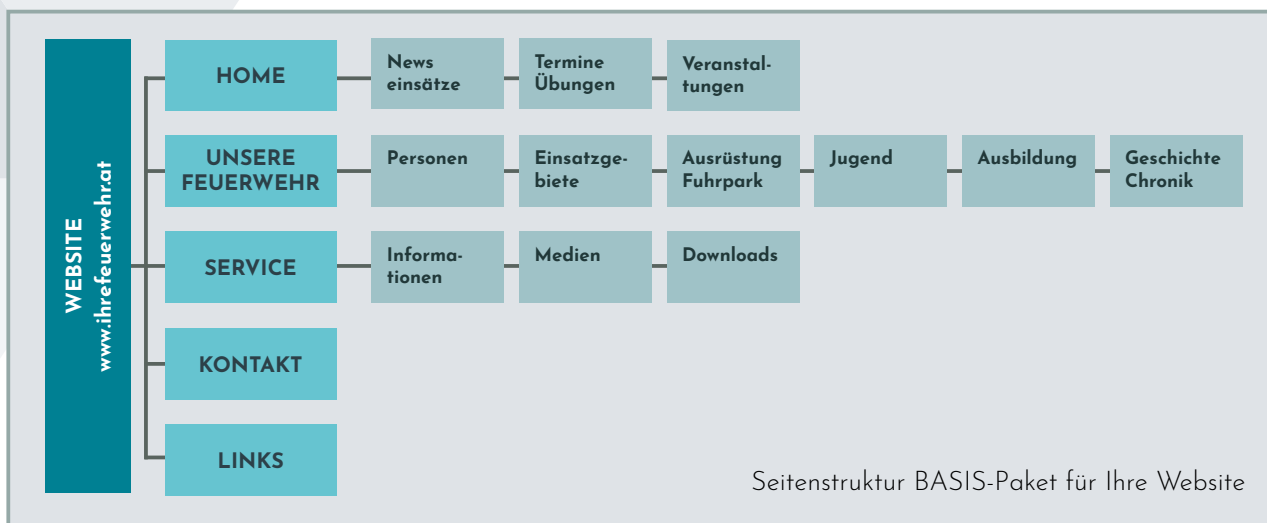 WEBSITE
www.ihrefeuerwehr.at
HOME
News
einsätze
Termine
Übungen
Veranstal-
tungen
UNSERE
FEUERWEHR
Personen
Einsatzge-
biete
Ausrüstung
Fuhrpark
Jugend
Ausbildung
Geschichte
Chronik
SERVICE
Informa-
tionen
Medien
Downloads
KONTAKT
LINKS
Seitenstruktur BASIS-Paket für Ihre Website